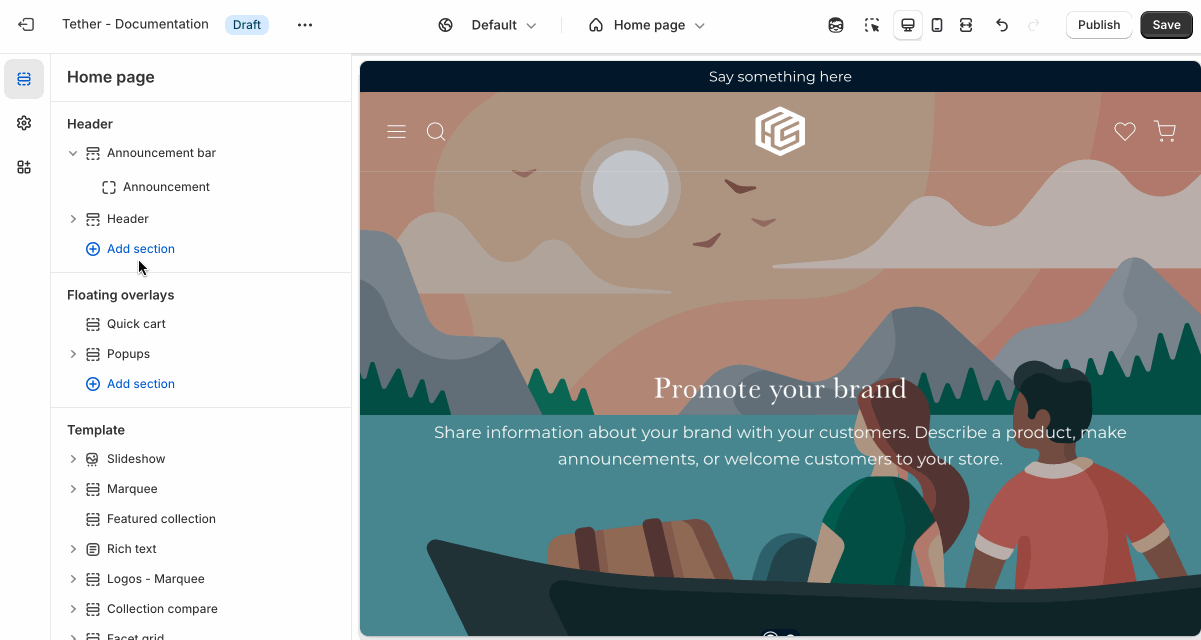 Tether - Documentation
Draft
Default
Home page
Publish
Save
Home page
Header
Announcement bar
Announcement
Header
Add section
Floating overlays
Quick cart
Popups
Add section
Template
Slideshow
Marquee
Featured collection
Rich text
Logos - Marquee
Collection compare
Facet grid
Say something here
Promote your brand
Share information about your brand with your customers. Describe a product, make
announcements, or welcome customers to your store.